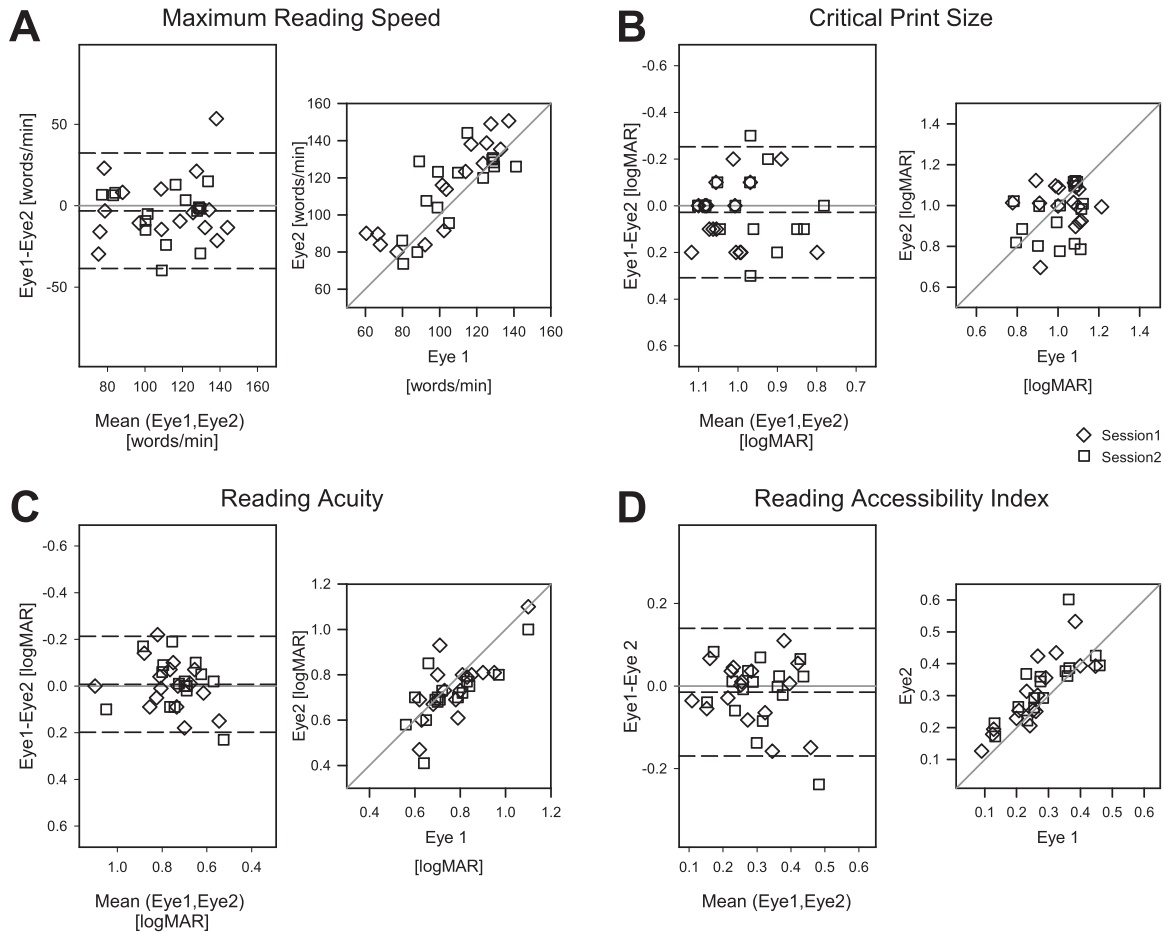 A
Maximum Reading Speed
Eye1-Eye2 [words/min]
50
0
-50
80 100 120 140 160
Mean (Eye1,Eye2)
[words/min]
Eye2 [words/min]
160
140
120
100
80
60
60 80 100 120 140 160
Eye 1
[words/min]
B
Critical Print Size
Eye1-Eye2 [logMAR]
-0.6
-0.4
-0.2
0.0
0.2
0.4
0.6
1.1 1.0 0.9 0.8 0.7
Mean (Eye1,Eye2)
[logMAR]
Eye2 [logMAR]
1.4
1.2
1.0
0.8
0.6
0.6 0.8 1.0 1.2 1.4
Eye 1
[logMAR]
Session1
Session2
C
Reading Acuity
Eye1-Eye2 [logMAR]
-0.6
-0.4
-0.2
0.0
0.2
0.4
0.6
1.0 0.8 0.6 0.4
Mean (Eye1,Eye2)
[logMAR]
Eye2 [logMAR]
1.2
1.0
0.8
0.6
0.4
0.4 0.6 0.8 1.0 1.2
Eye 1
[logMAR]
D
Reading Accessibility Index
Eye1-Eye 2
0.2
0.0
-0.2
0.1 0.2 0.3 0.4 0.5 0.6
Mean (Eye1,Eye2)
Eye2
0.6
0.5
0.4
0.3
0.2
0.1
0.1 0.2 0.3 0.4 0.5 0.6
Eye 1